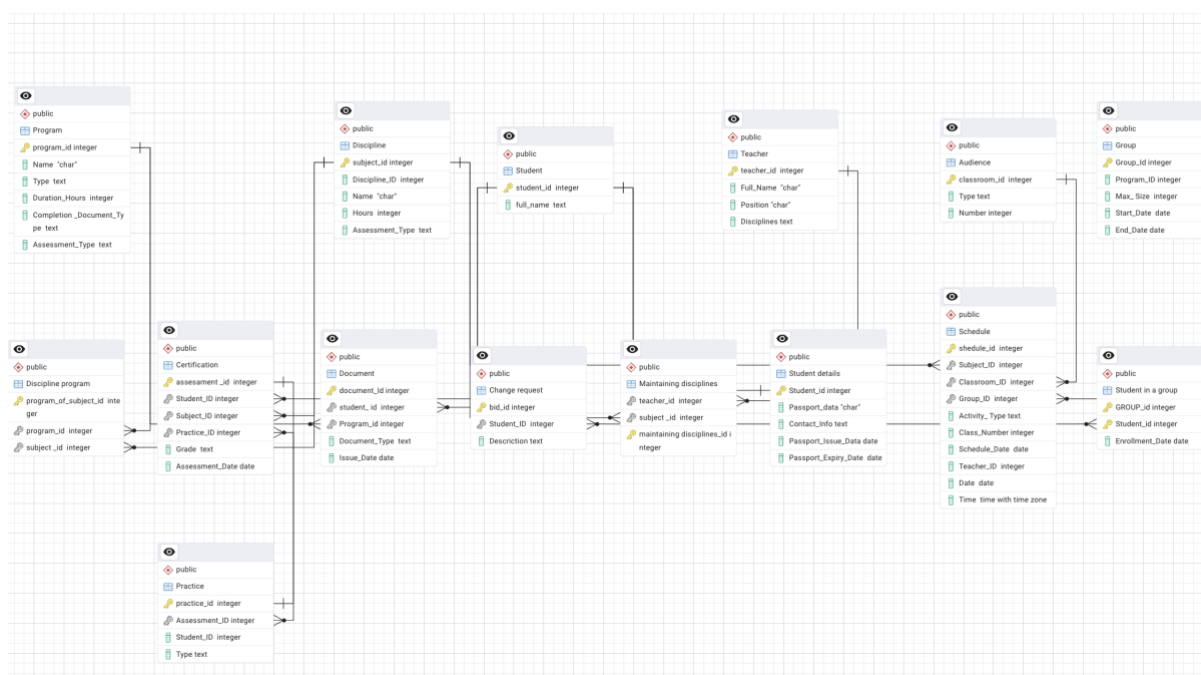 public
Program
program_id integer
Name "char"
Type text
Duration_Hours integer
Completion _Document_Ty
pe text
Assessment_Type text
public
Discipline
subject_id integer
Discipline_ID integer
Name "char"
Hours integer
Assessment_Type text
public
Student
student_id integer
full_name text
public
Teacher
teacher_id integer
Full_Name "char"
Position "char"
Disciplines text
public
Audience
classroom_id integer
Type text
Number integer
public
Group
Group_Id integer
Program_ID integer
Max_ Size integer
Start_Date date
End_Date date
public
Discipline program
program_of_subject_id inte
ger
program_id integer
subject _id integer
public
Certification
assesament _id integer
Student_ID integer
Subject_ID integer
Practice_ID integer
Grade text
Assessment_Date date
public
Document
document_Id integer
student_ id integer
Program_id integer
Document_Type text
Issue_Date date
public
Change request
bid_id integer
Student_ID integer
Descriction text
public
Maintaining disciplines
teacher_id integer
subject _id integer
maintaining disciplines_id i
nteger
public
Student details
Student_id integer
Passport_data "char"
Contact_Info text
Passport_Issue_Data date
Passport_Expiry_Date date
public
Schedule
shedule_id integer
Subject_ID integer
Classroom_ID integer
Group_ID integer
Activity_ Type text
Class_Number integer
Schedule_Date date
Teacher_ID integer
Date date
Time time with time zone
public
Student in a group
GROUP_id integer
Student_id integer
Enrollment_Date date
public
Practice
practice_id integer
Assessment_ID integer
Student_ID integer
Type text